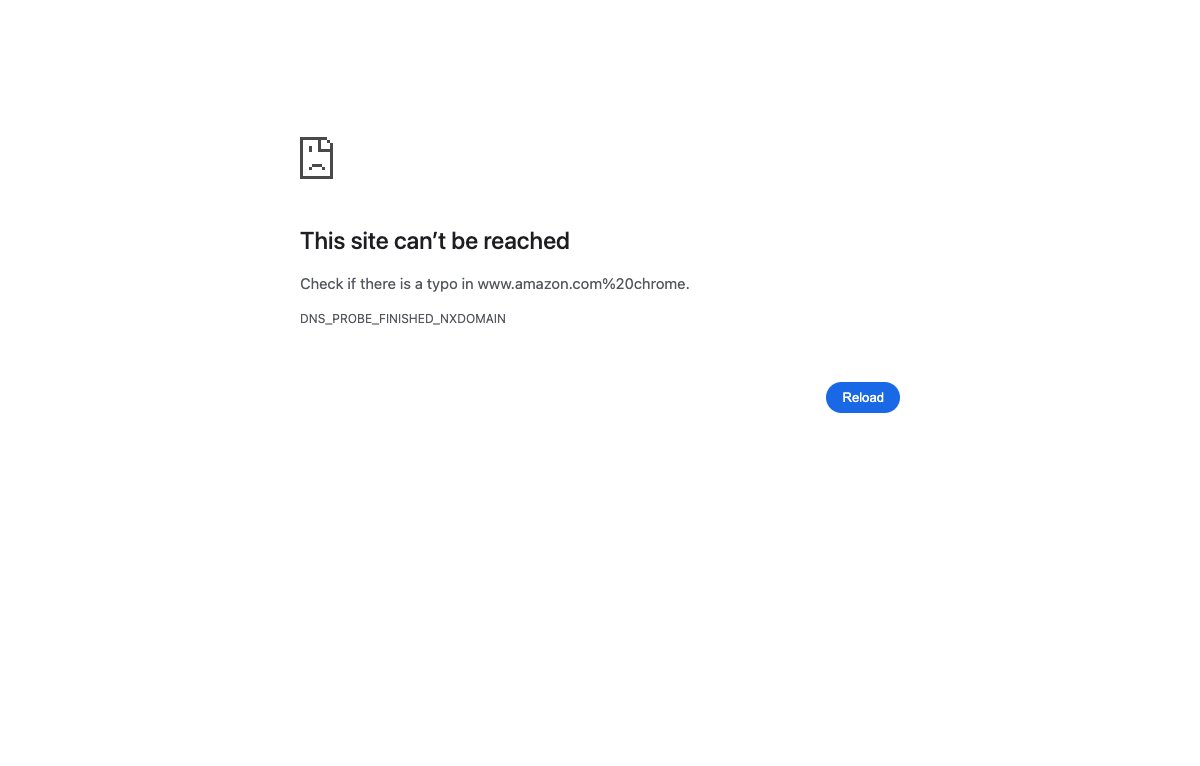 This site can’t be reached
Check if there is a typo in www.amazon.com%20chrome.
DNS_PROBE_FINISHED_NXDOMAIN
Reload